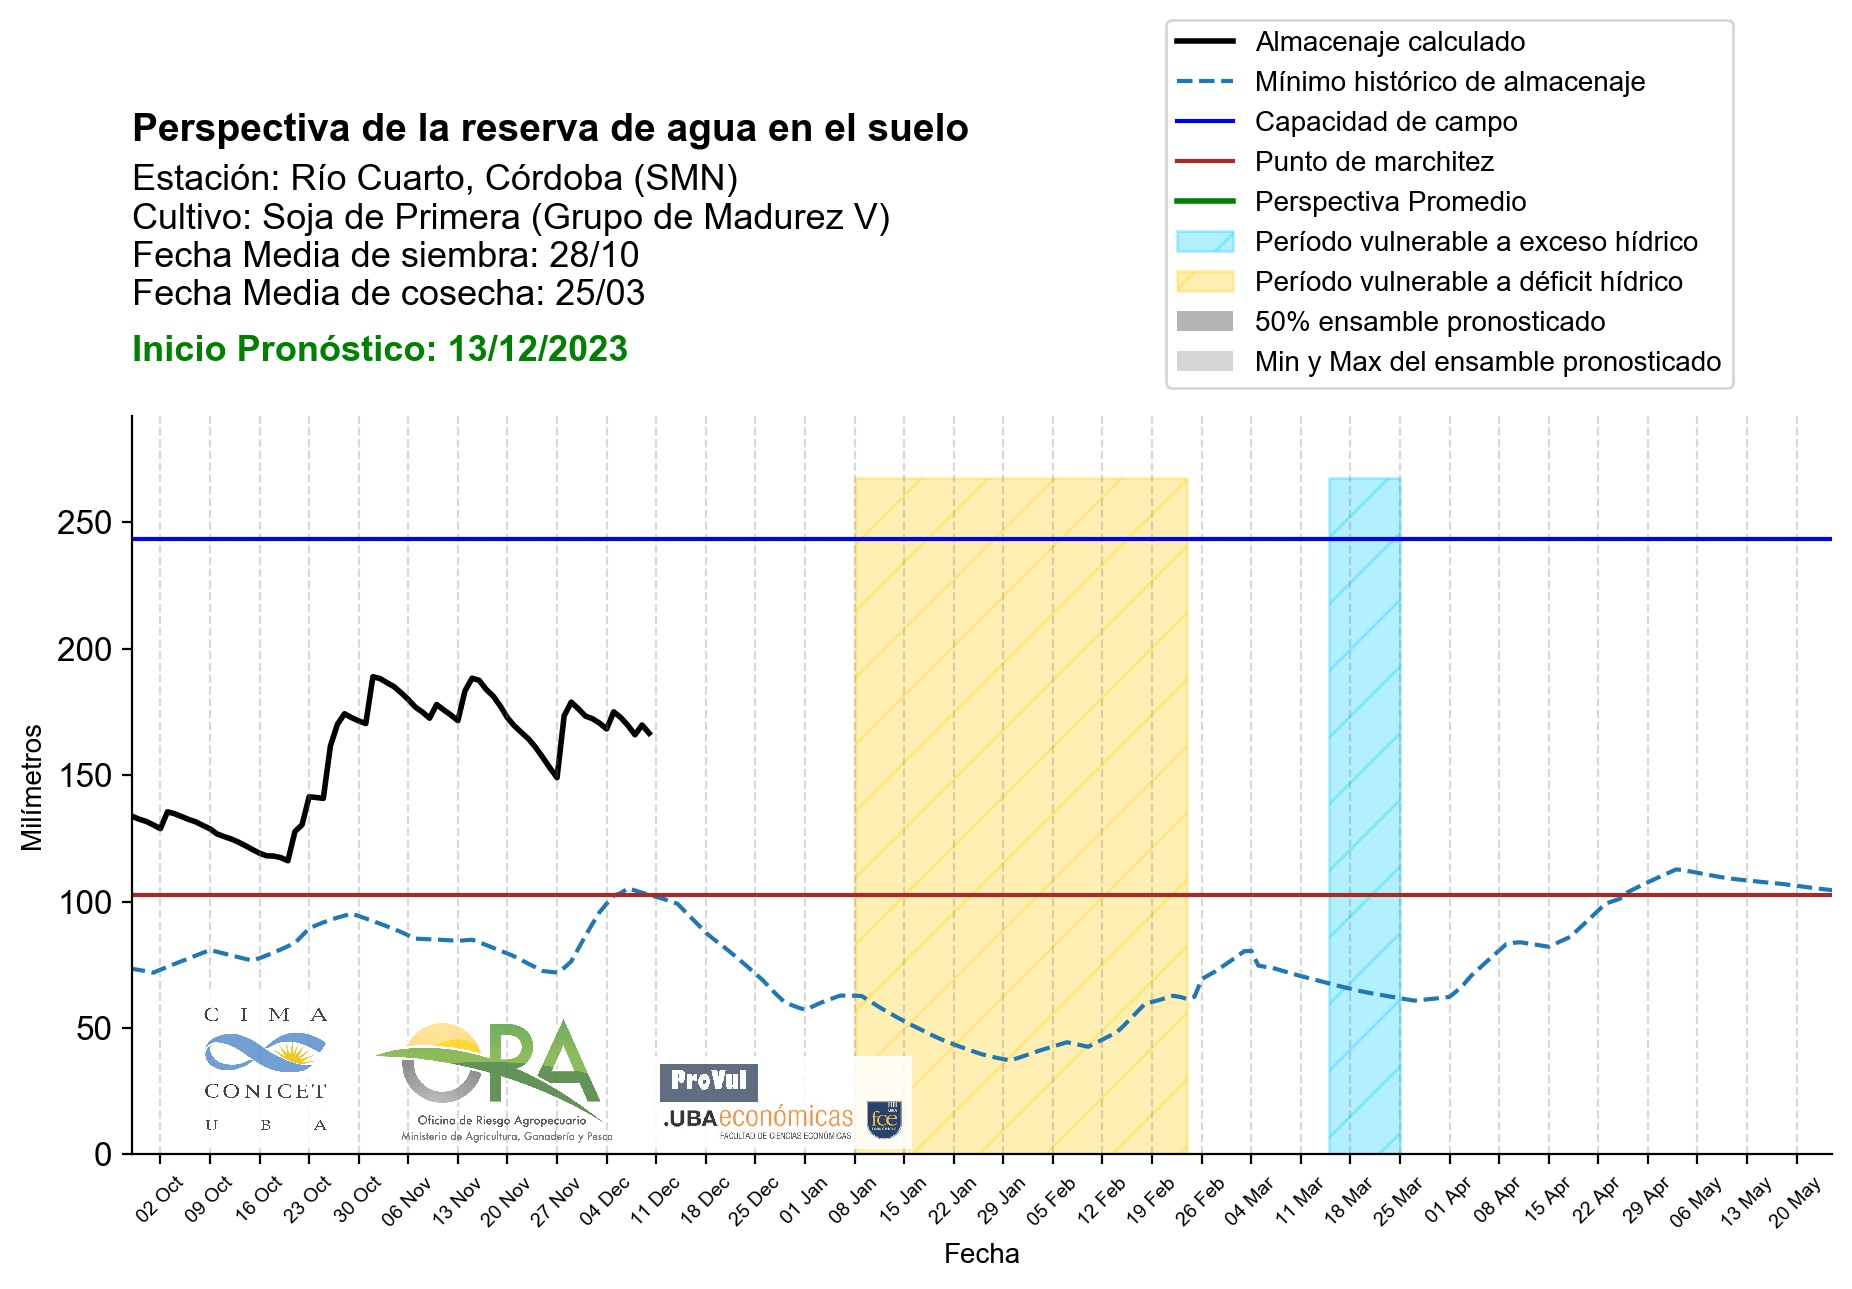 Almacenaje calculado
Mínimo histórico de almacenaje
Capacidad de campo
Punto de marchitez
Perspectiva Promedio
Período vulnerable a exceso hídrico
Período vulnerable a déficit hídrico
50% ensamble pronosticado
Min y Max del ensamble pronosticado
Perspectiva de la reserva de agua en el suelo
Estación: Río Cuarto, Córdoba (SMN)
Cultivo: Soja de Primera (Grupo de Madurez V)
Fecha Media de siembra: 28/10
Fecha Media de cosecha: 25/03
Inicio Pronóstico: 13/12/2023
Milímetros
250
200
150
100
50
0
C I M A
CONICET
U B A
ORA
Oficina de Riesgo Agropecuario
Ministerio de Agricultura, Ganadería y Pesca
ProVul
.UBAeconómicas
FACULTAD DE CIENCIAS ECONÓMICAS
fce
02 Oct
09 Oct
16 Oct
23 Oct
30 Oct
06 Nov
13 Nov
20 Nov
27 Nov
04 Dec
11 Dec
18 Dec
25 Dec
01 Jan
08 Jan
15 Jan
22 Jan
29 Jan
05 Feb
12 Feb
19 Feb
26 Feb
04 Mar
11 Mar
18 Mar
25 Mar
01 Apr
08 Apr
15 Apr
22 Apr
29 Apr
06 May
13 May
20 May
Fecha